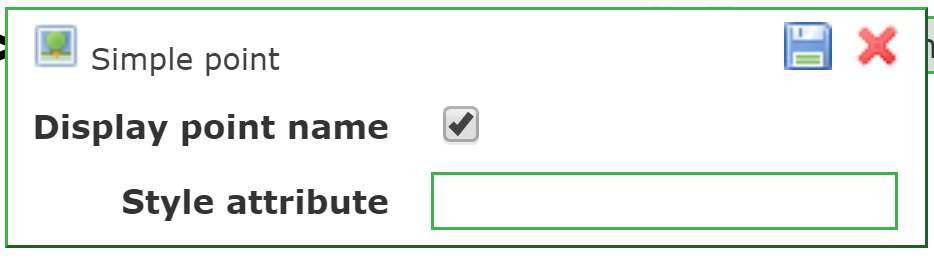 Simple point
Display point name
Style attribute